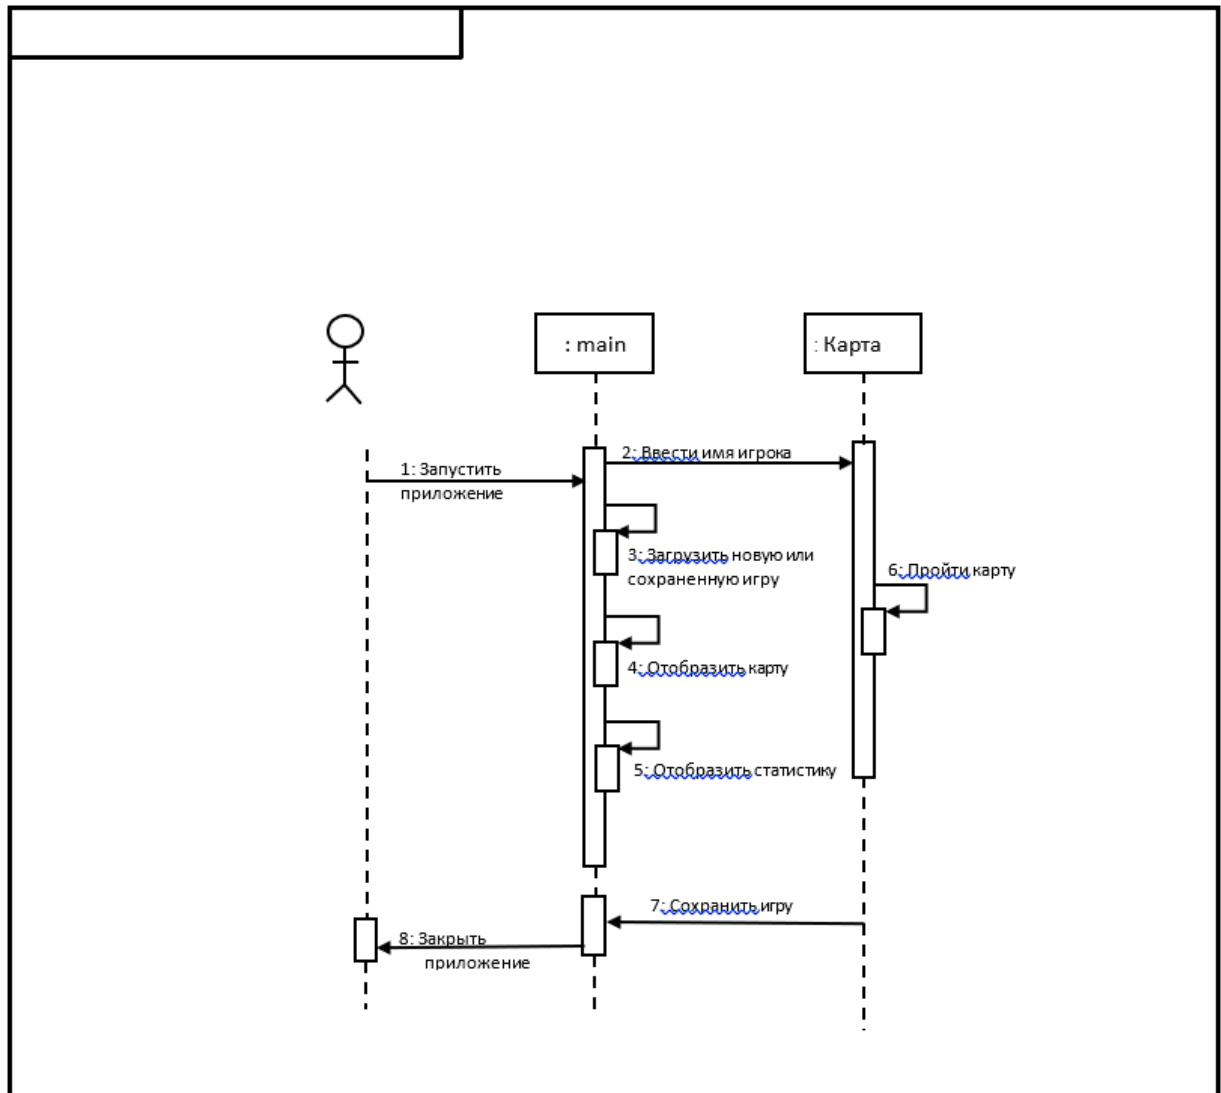 : main
: Карта
2: Ввести имя игрока
1: Запустить
приложение
3: Загрузить новую или
сохраненную игру
6: Пройти карту
4: Отобразить карту
5: Отобразить статистику
7: Сохранить игру
8: Закрыть
приложение